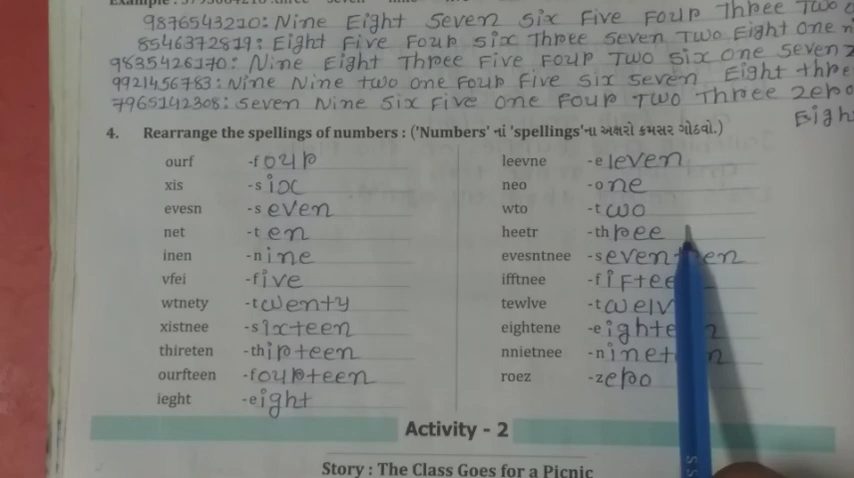 9876543210: Nine Eight Seven Six Five Four Three Two
8546372819: Eight Five Four Six Three Seven Two Eight One
9835426170: Nine Eight Three Five Four Two Six One Seven
9921456783: Nine Nine two one Four Five Six Seven Eight thre
7965142308: Seven Nine Six Five One Four Two Three Zero
Eigh
4. Rearrange the spellings of numbers : ('Numbers' નાં 'spellings'ના અક્ષરો ક્રમસર ગોઠવો.)
ourf -four
xis -six
evesn -seven
net -ten
inen -nine
vfei -five
wtnety -twenty
xistnee -sixteen
thireten -thirteen
ourfteen -fourteen
ieght -eight
leevne -eleven
neo -one
wto -two
heetr -three
evesntnee -seventeen
ifftnee -fiftee
tewlve -twelv
eightene -eighte n
nnietnee -ninet n
roez -zero
Activity - 2
Story : The Class Goes for a Picnic